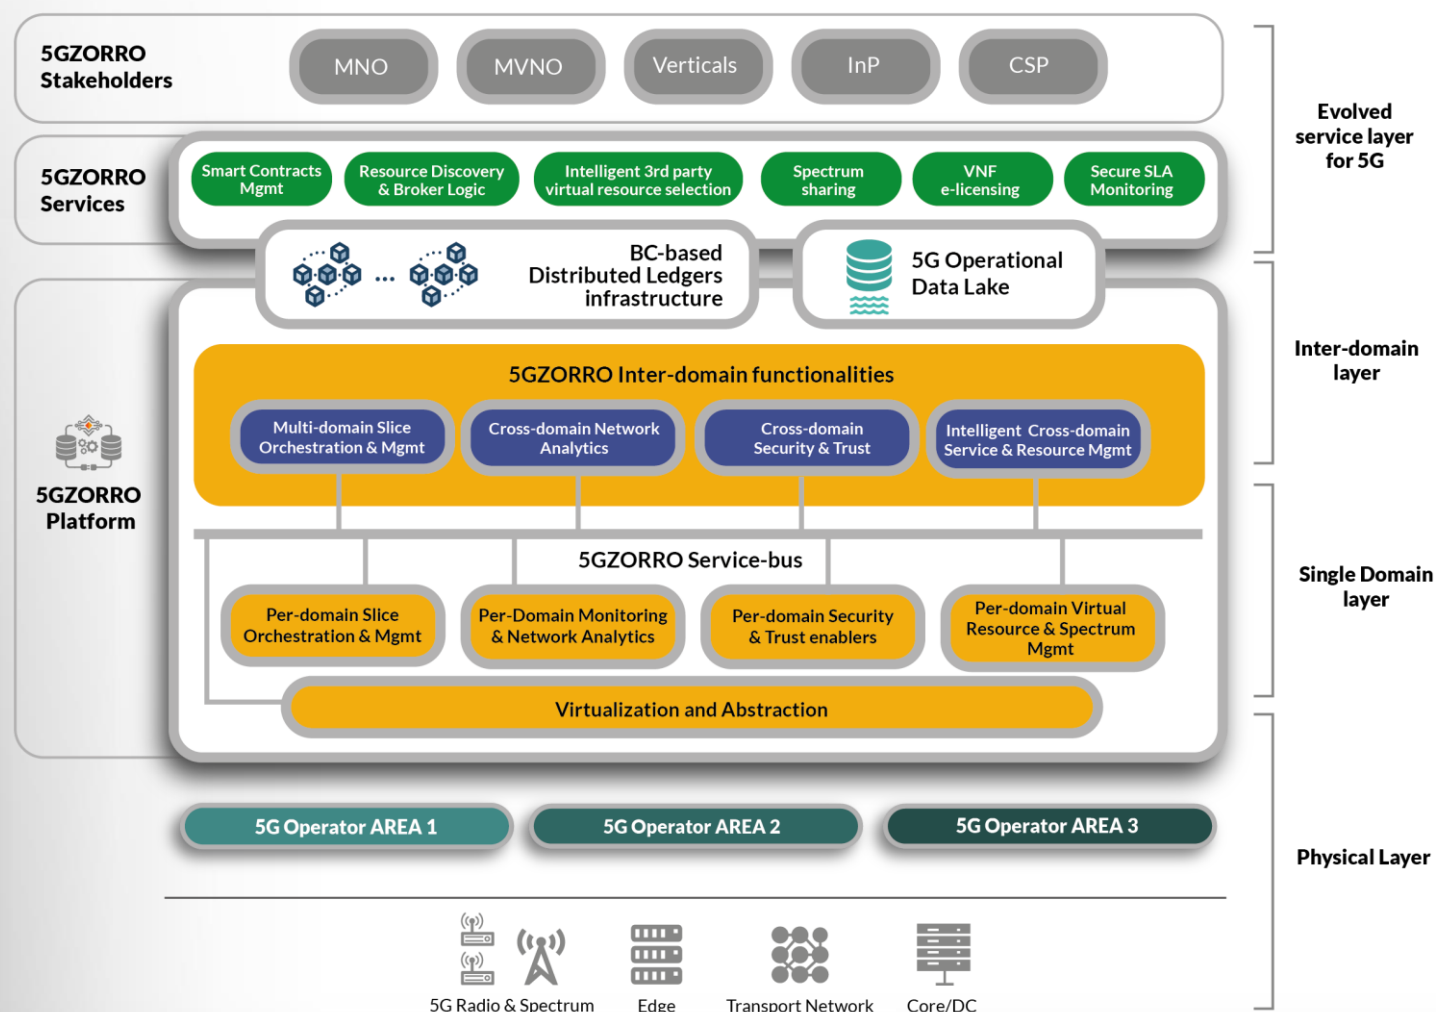 5GZORRO
Stakeholders
MNO
MVNO
Verticals
InP
CSP
Evolved
service layer
for 5G
5GZORRO
Services
Smart Contracts
Mgmt
Resource Discovery
& Broker Logic
Intelligent 3rd party
virtual resource selection
Spectrum
sharing
VNF
e-licensing
Secure SLA
Monitoring
BC-based
Distributed Ledgers
infrastructure
...
5G Operational
Data Lake
Inter-domain
layer
5GZORRO
Platform
5GZORRO Inter-domain functionalities
Multi-domain Slice
Orchestration & Mgmt
Cross-domain Network
Analytics
Cross-domain
Security & Trust
Intelligent Cross-domain
Service & Resource Mgmt
5GZORRO Service-bus
Single Domain
layer
Per-domain Slice
Orchestration & Mgmt
Per-Domain Monitoring
& Network Analytics
Per-domain Security
& Trust enablers
Per-domain Virtual
Resource & Spectrum
Mgmt
Virtualization and Abstraction
5G Operator AREA 1
5G Operator AREA 2
5G Operator AREA 3
Physical Layer
5G Radio & Spectrum
Edge
Transport Network
Core/DC